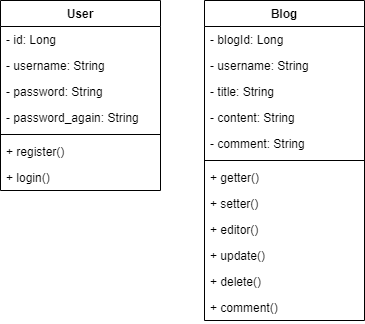 User
- id: Long
- username: String
- password: String
- password_again: String
+ register()
+ login()
Blog
- blogId: Long
- username: String
- title: String
- content: String
- comment: String
+ getter()
+ setter()
+ editor()
+ update()
+ delete()
+ comment()